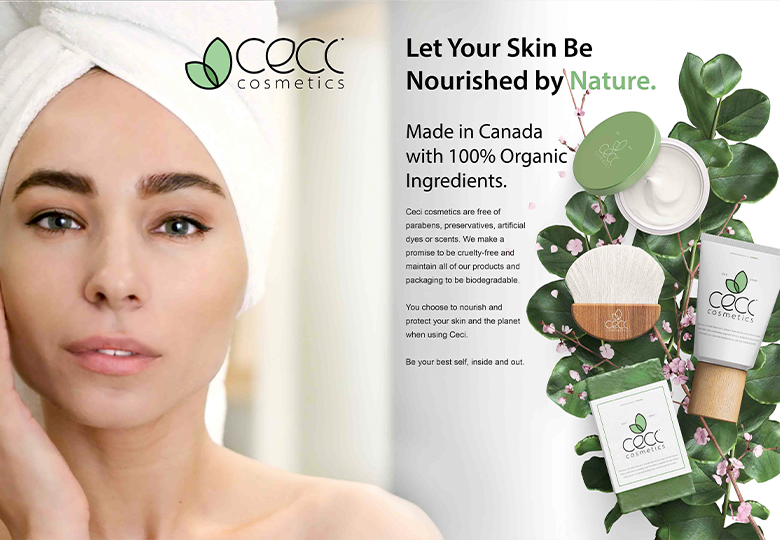 ceci
cosmetics
Let Your Skin Be
Nourished by Nature.
Made in Canada
with 100% Organic
Ingredients.
Ceci cosmetics are free of
parabens, preservatives, artificial
dyes or scents. We make a
promise to be cruelty-free and
maintain all of our products and
packaging to be biodegradable.
You choose to nourish and
protect your skin and the planet
when using Ceci.
Be your best self, inside and out.
ceci
ceci
cosmetics
ceci
cosmetics